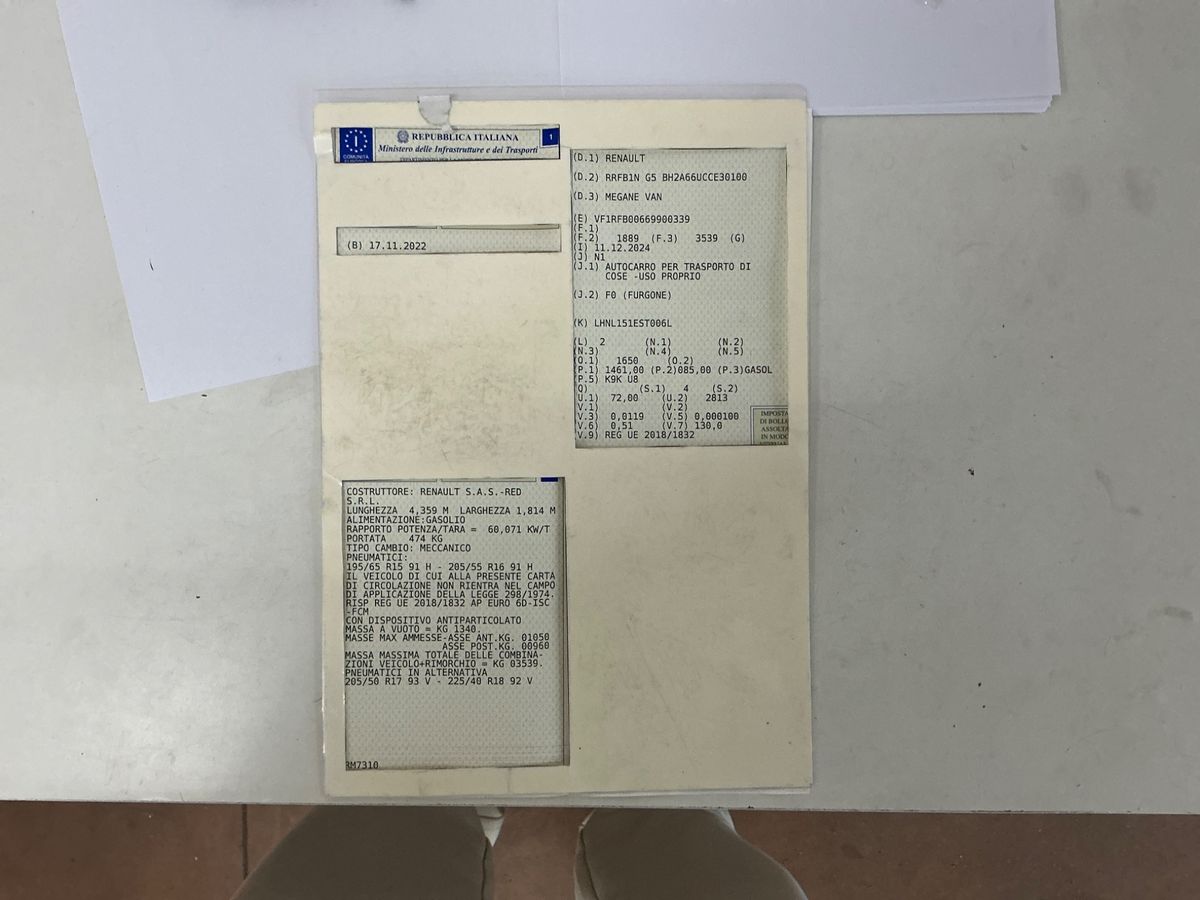 REPUBBLICA ITALIANA
Ministero delle Infrastrutture e dei Trasporti
COMUNITÀ
I
1
(B) 17.11.2022
(D.1) RENAULT
(D.2) RRFB1N G5 BH2A66UCCE30100
(D.3) MEGANE VAN
(E) VF1RFB00669900339
(F.1)
(F.2) 1889 (F.3) 3539 (G)
(I) 11.12.2024
(J) N1
(J.1) AUTOCARRO PER TRASPORTO DI
COSE -USO PROPRIO
(J.2) F0 (FURGONE)
(K) LHNL151EST006L
(L) 2 (N.1) (N.2)
(N.3) (N.4) (N.5)
(O.1) 1650 (O.2)
(P.1) 1461,00 (P.2)085,00 (P.3)GASOL
(P.5) K9K U8
Q) (S.1) 4 (S.2)
U.1) 72,00 (U.2) 2813
V.1) (V.2)
V.3) 0,0119 (V.5) 0,000100
V.6) 0,51 (V.7) 130,0
V.9) REG UE 2018/1832
IMPOSTA
DI BOLL
ASSOLTA
IN MODO
COSTRUTTORE: RENAULT S.A.S.-RED
S.R.L.
LUNGHEZZA 4,359 M LARGHEZZA 1,814 M
ALIMENTAZIONE:GASOLIO
RAPPORTO POTENZA/TARA = 60,071 KW/T
PORTATA 474 KG
TIPO CAMBIO: MECCANICO
PNEUMATICI:
195/65 R15 91 H - 205/55 R16 91 H
IL VEICOLO DI CUI ALLA PRESENTE CARTA
DI CIRCOLAZIONE NON RIENTRA NEL CAMPO
DI APPLICAZIONE DELLA LEGGE 298/1974.
RISP REG UE 2018/1832 AP EURO 6D-ISC
-FCM
CON DISPOSITIVO ANTIPARTICOLATO
MASSA A VUOTO = KG 1340.
MASSE MAX AMMESSE-ASSE ANT.KG. 01050
ASSE POST.KG. 00960
MASSA MASSIMA TOTALE DELLE COMBINA-
ZIONI VEICOLO+RIMORCHIO = KG 03539.
PNEUMATICI IN ALTERNATIVA
205/50 R17 93 V - 225/40 R18 92 V
RM7310